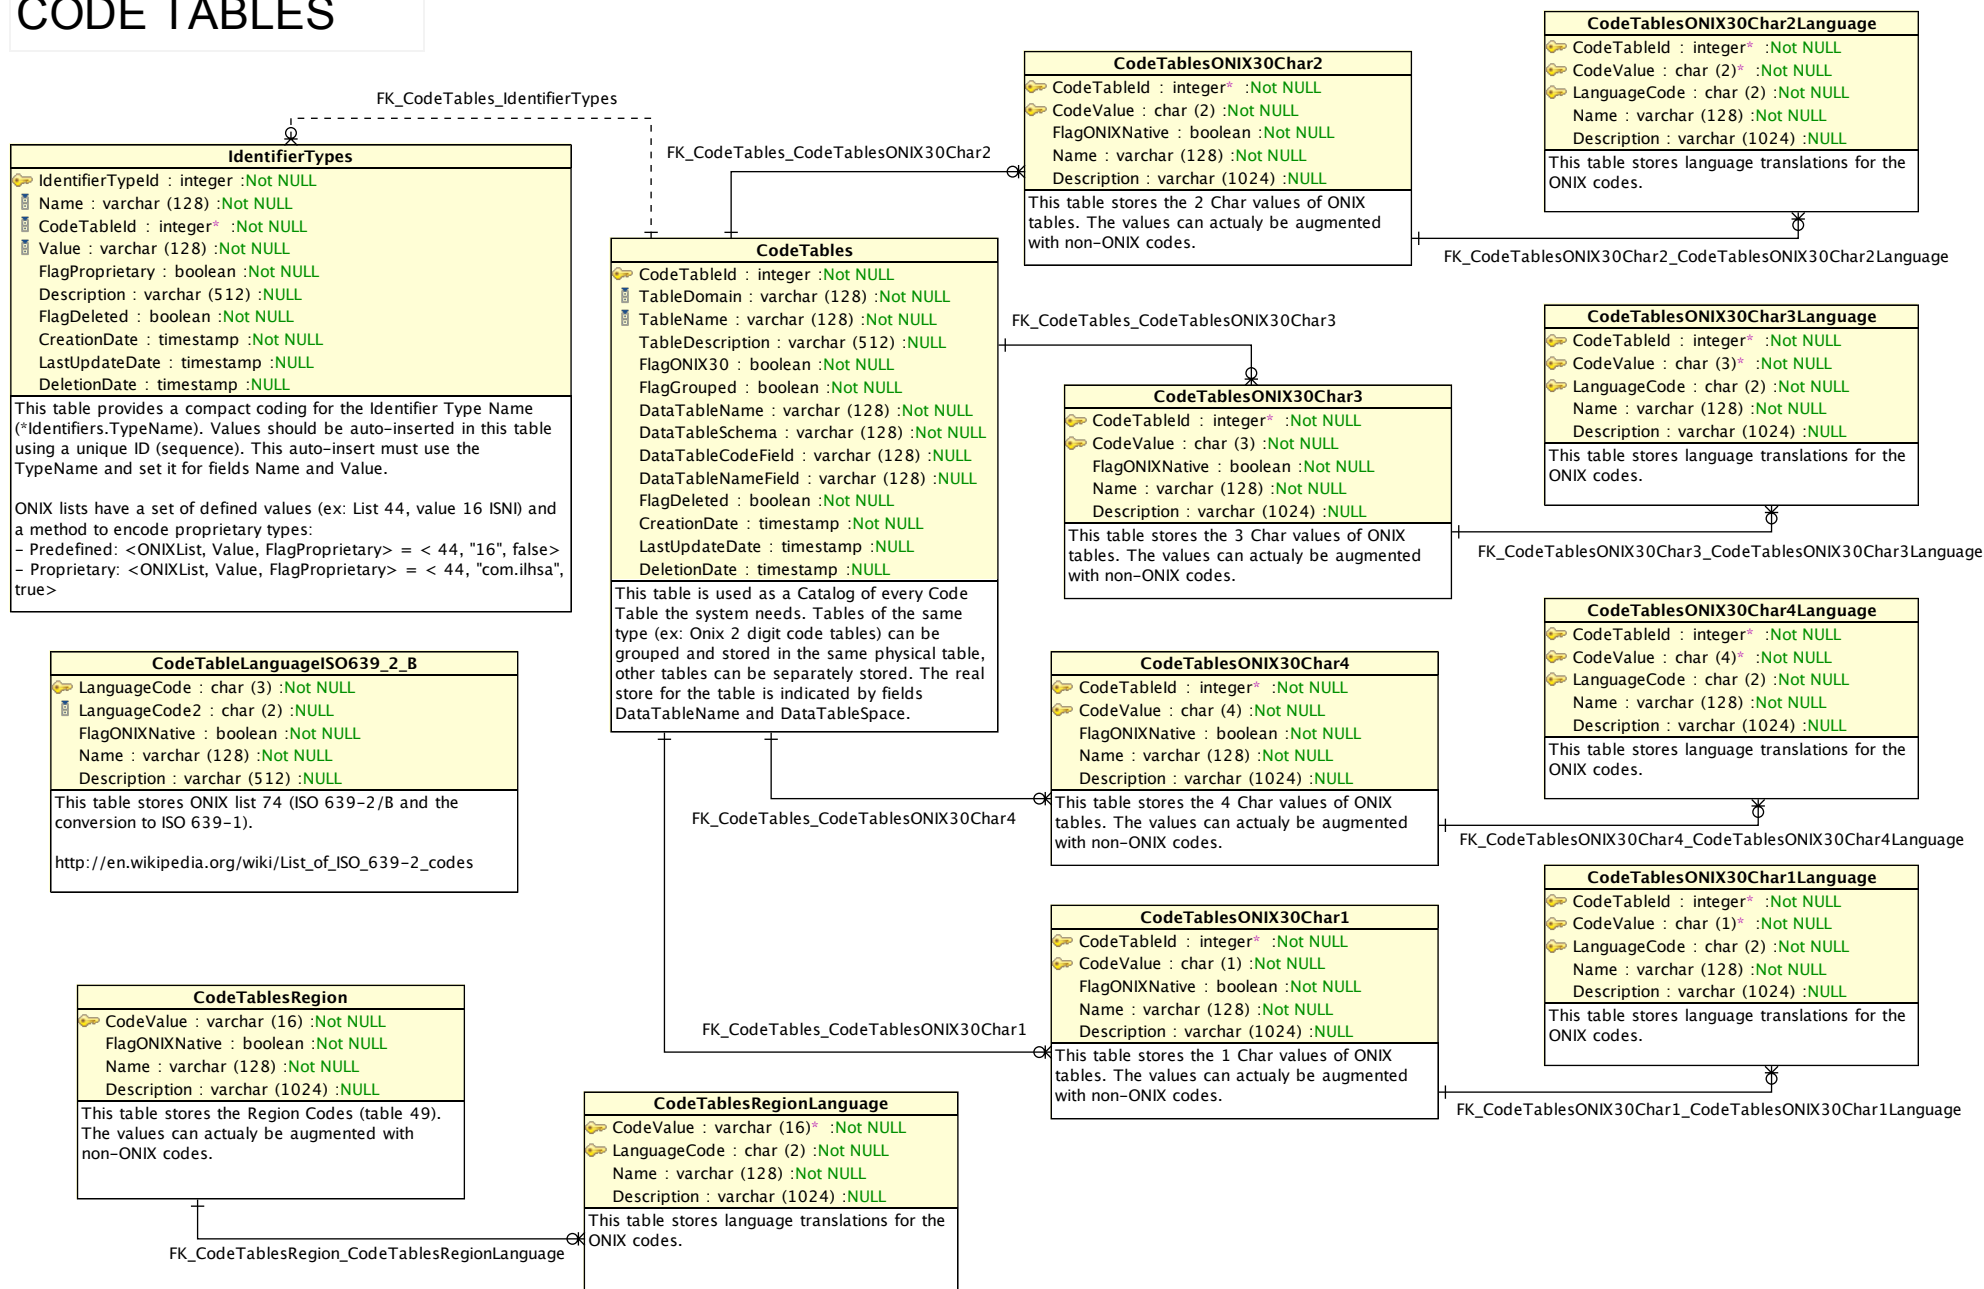 CODE TABLES
FK_CodeTables_IdentifierTypes
IdentifierTypes
IdentifierTypeId : integer :Not NULL
Name : varchar (128) :Not NULL
CodeTableId : integer* :Not NULL
Value : varchar (128) :Not NULL
FlagProprietary : boolean :Not NULL
Description : varchar (512) :NULL
FlagDeleted : boolean :Not NULL
CreationDate : timestamp :Not NULL
LastUpdateDate : timestamp :NULL
DeletionDate : timestamp :NULL
This table provides a compact coding for the Identifier Type Name
(*Identifiers.TypeName). Values should be auto-inserted in this table
using a unique ID (sequence). This auto-insert must use the
TypeName and set it for fields Name and Value.
ONIX lists have a set of defined values (ex: List 44, value 16 ISNI) and
a method to encode proprietary types:
- Predefined: <ONIXList, Value, FlagProprietary> = < 44, "16", false>
- Proprietary: <ONIXList, Value, FlagProprietary> = < 44, "com.ilhsa",
true>
CodeTableLanguageISO639_2_B
LanguageCode : char (3) :Not NULL
LanguageCode2 : char (2) :NULL
FlagONIXNative : boolean :Not NULL
Name : varchar (128) :Not NULL
Description : varchar (512) :NULL
This table stores ONIX list 74 (ISO 639-2/B and the
conversion to ISO 639-1).
http://en.wikipedia.org/wiki/List_of_ISO_639-2_codes
CodeTablesRegion
CodeValue : varchar (16) :Not NULL
FlagONIXNative : boolean :Not NULL
Name : varchar (128) :Not NULL
Description : varchar (1024) :NULL
This table stores the Region Codes (table 49).
The values can actualy be augmented with
non-ONIX codes.
FK_CodeTablesRegion_CodeTablesRegionLanguage
CodeTablesRegionLanguage
CodeValue : varchar (16)* :Not NULL
LanguageCode : char (2) :Not NULL
Name : varchar (128) :Not NULL
Description : varchar (1024) :NULL
This table stores language translations for the
ONIX codes.
CodeTables
CodeTableId : integer :Not NULL
TableDomain : varchar (128) :Not NULL
TableName : varchar (128) :Not NULL
TableDescription : varchar (512) :NULL
FlagONIX30 : boolean :Not NULL
FlagGrouped : boolean :Not NULL
DataTableName : varchar (128) :Not NULL
DataTableSchema : varchar (128) :Not NULL
DataTableCodeField : varchar (128) :NULL
DataTableNameField : varchar (128) :NULL
FlagDeleted : boolean :Not NULL
CreationDate : timestamp :Not NULL
LastUpdateDate : timestamp :NULL
DeletionDate : timestamp :NULL
This table is used as a Catalog of every Code
Table the system needs. Tables of the same
type (ex: Onix 2 digit code tables) can be
grouped and stored in the same physical table,
other tables can be separately stored. The real
store for the table is indicated by fields
DataTableName and DataTableSpace.
FK_CodeTables_CodeTablesONIX30Char2
CodeTablesONIX30Char2
CodeTableId : integer* :Not NULL
CodeValue : char (2) :Not NULL
FlagONIXNative : boolean :Not NULL
Name : varchar (128) :Not NULL
Description : varchar (1024) :NULL
This table stores the 2 Char values of ONIX
tables. The values can actualy be augmented
with non-ONIX codes.
FK_CodeTables_CodeTablesONIX30Char3
CodeTablesONIX30Char3
CodeTableId : integer* :Not NULL
CodeValue : char (3) :Not NULL
FlagONIXNative : boolean :Not NULL
Name : varchar (128) :Not NULL
Description : varchar (1024) :NULL
This table stores the 3 Char values of ONIX
tables. The values can actualy be augmented
with non-ONIX codes.
FK_CodeTables_CodeTablesONIX30Char4
CodeTablesONIX30Char4
CodeTableId : integer* :Not NULL
CodeValue : char (4) :Not NULL
FlagONIXNative : boolean :Not NULL
Name : varchar (128) :Not NULL
Description : varchar (1024) :NULL
This table stores the 4 Char values of ONIX
tables. The values can actualy be augmented
with non-ONIX codes.
FK_CodeTables_CodeTablesONIX30Char1
CodeTablesONIX30Char1
CodeTableId : integer* :Not NULL
CodeValue : char (1) :Not NULL
FlagONIXNative : boolean :Not NULL
Name : varchar (128) :Not NULL
Description : varchar (1024) :NULL
This table stores the 1 Char values of ONIX
tables. The values can actualy be augmented
with non-ONIX codes.
CodeTablesONIX30Char2Language
CodeTableId : integer* :Not NULL
CodeValue : char (2)* :Not NULL
LanguageCode : char (2) :Not NULL
Name : varchar (128) :Not NULL
Description : varchar (1024) :NULL
This table stores language translations for the
ONIX codes.
FK_CodeTablesONIX30Char2_CodeTablesONIX30Char2Language
CodeTablesONIX30Char3Language
CodeTableId : integer* :Not NULL
CodeValue : char (3)* :Not NULL
LanguageCode : char (2) :Not NULL
Name : varchar (128) :Not NULL
Description : varchar (1024) :NULL
This table stores language translations for the
ONIX codes.
FK_CodeTablesONIX30Char3_CodeTablesONIX30Char3Language
CodeTablesONIX30Char4Language
CodeTableId : integer* :Not NULL
CodeValue : char (4)* :Not NULL
LanguageCode : char (2) :Not NULL
Name : varchar (128) :Not NULL
Description : varchar (1024) :NULL
This table stores language translations for the
ONIX codes.
FK_CodeTablesONIX30Char4_CodeTablesONIX30Char4Language
CodeTablesONIX30Char1Language
CodeTableId : integer* :Not NULL
CodeValue : char (1)* :Not NULL
LanguageCode : char (2) :Not NULL
Name : varchar (128) :Not NULL
Description : varchar (1024) :NULL
This table stores language translations for the
ONIX codes.
FK_CodeTablesONIX30Char1_CodeTablesONIX30Char1Language